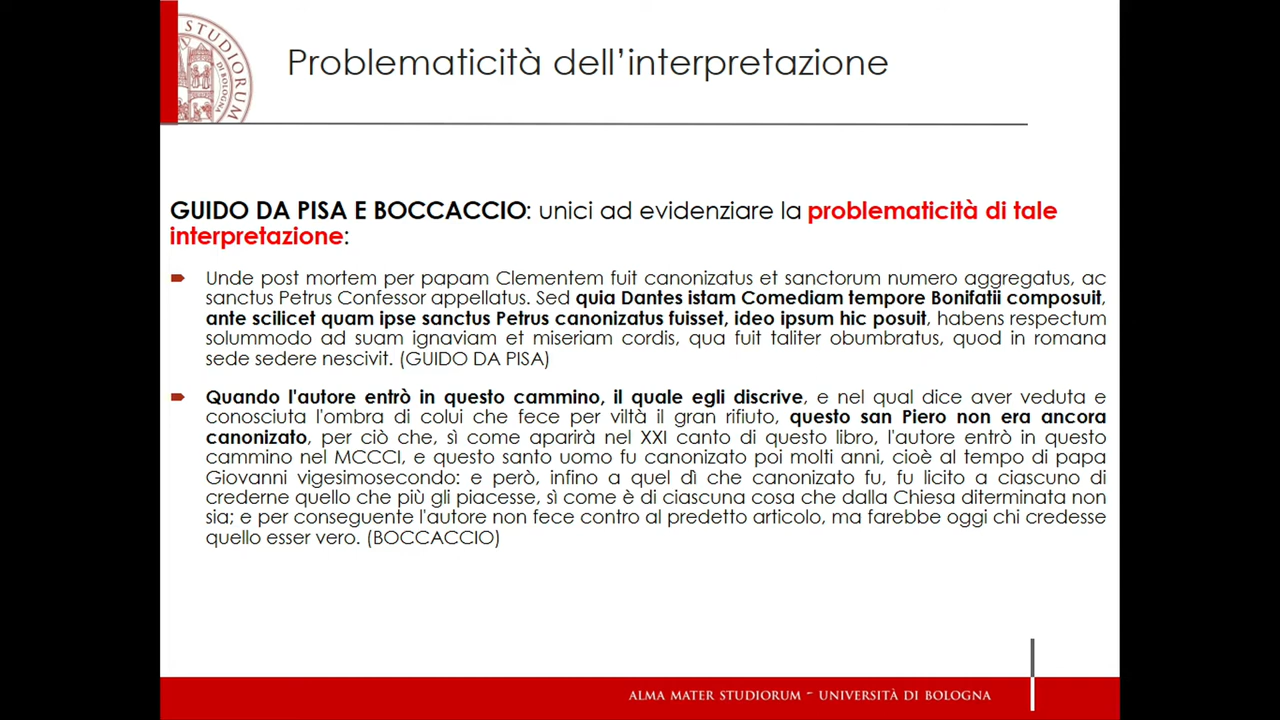 STUDIORUM
DI BOLOGNA
Problematicità dell'interpretazione
GUIDO DA PISA E BOCCACCIO: unici ad evidenziare la problematicità di tale
interpretazione:
Unde post mortem per papam Clementem fuit canonizatus et sanctorum numero aggregatus, ac
sanctus Petrus Confessor appellatus. Sed quia Dantes istam Comediam tempore Bonifatii composuit,
ante scilicet quam ipse sanctus Petrus canonizatus fuisset, ideo ipsum hic posuit, habens respectum
solummodo ad suam ignaviam et miseriam cordis, qua fuit taliter obumbratus, quod in romana
sede sedere nescivit. (GUIDO DA PISA)
Quando l'autore entrò in questo cammino, il quale egli discrive, e nel qual dice aver veduta e
conosciuta l'ombra di colui che fece per viltà il gran rifiuto, questo san Piero non era ancora
canonizato, per ciò che, sì come aparirà nel XXI canto di questo libro, l'autore entrò in questo
cammino nel MCCCI, e questo santo uomo fu canonizato poi molti anni, cioè al tempo di papa
Giovanni vigesimosecondo: e però, infino a quel dì che canonizato fu, fu licito a ciascuno di
crederne quello che più gli piacesse, sì come è di ciascuna cosa che dalla Chiesa diterminata non
sia; e per conseguente l'autore non fece contro al predetto articolo, ma farebbe oggi chi credesse
quello esser vero. (BOCCACCIO)
ALMA MATER STUDIORUM ~ UNIVERSITÀ DI BOLOGNA